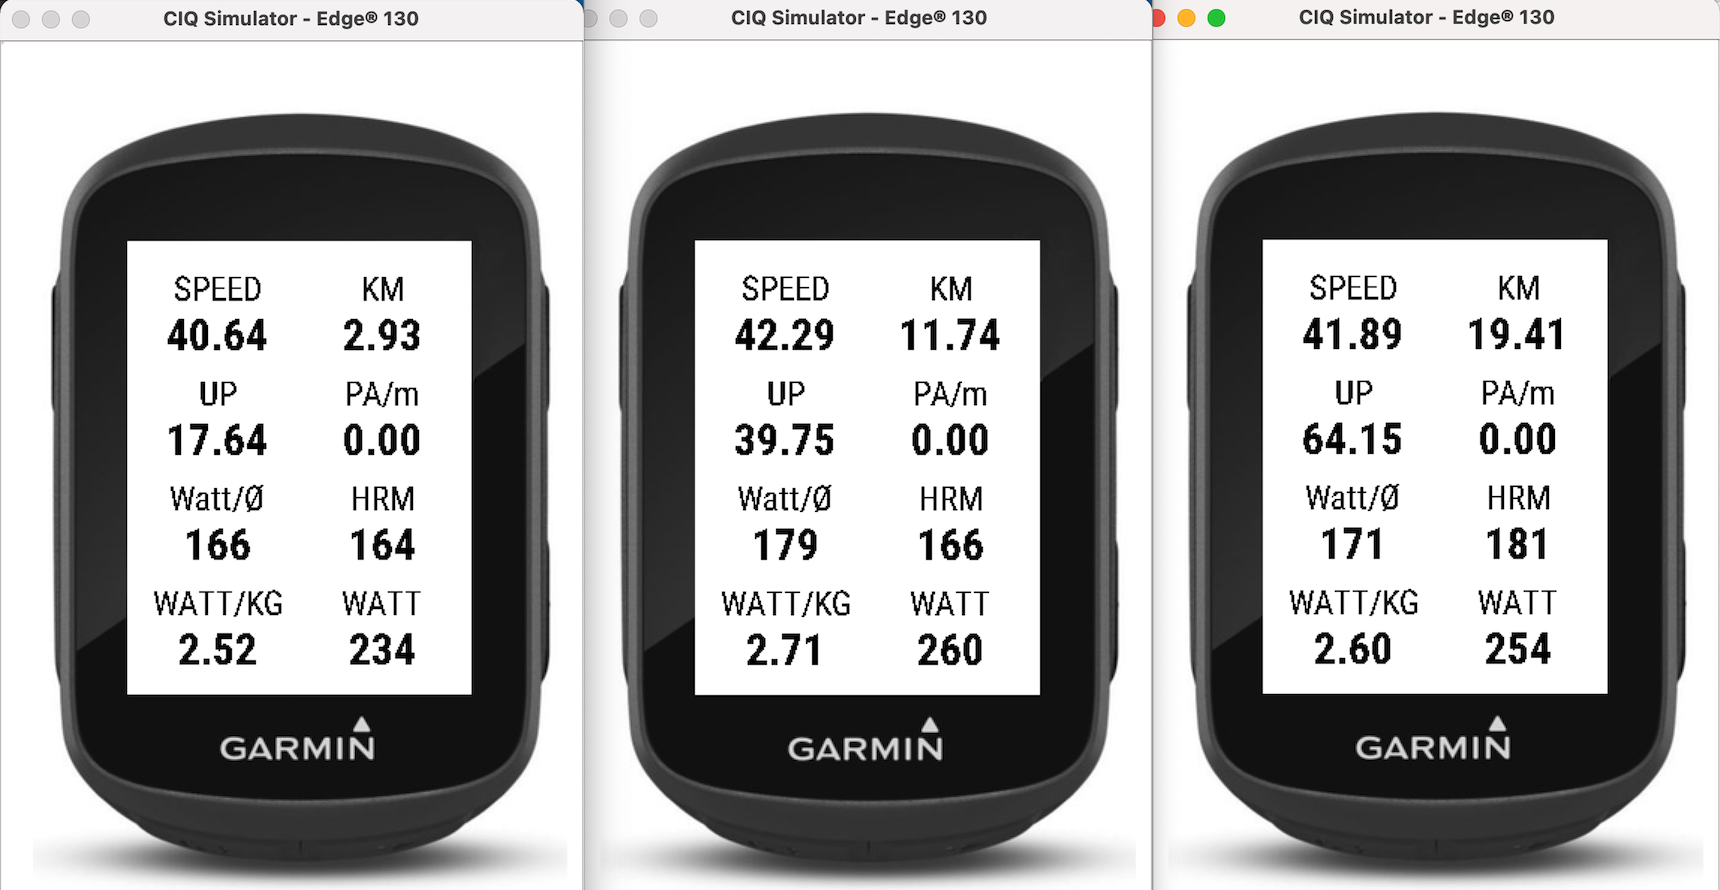 CIQ Simulator - Edge® 130
SPEED KM
40.64 2.93
UP PA/m
17.64 0.00
Watt/Ø HRM
166 164
WATT/KG WATT
2.52 234
GARMIN
CIQ Simulator - Edge® 130
SPEED KM
42.29 11.74
UP PA/m
39.75 0.00
Watt/Ø HRM
179 166
WATT/KG WATT
2.71 260
GARMIN
CIQ Simulator - Edge® 130
SPEED KM
41.89 19.41
UP PA/m
64.15 0.00
Watt/Ø HRM
171 181
WATT/KG WATT
2.60 254
GARMIN